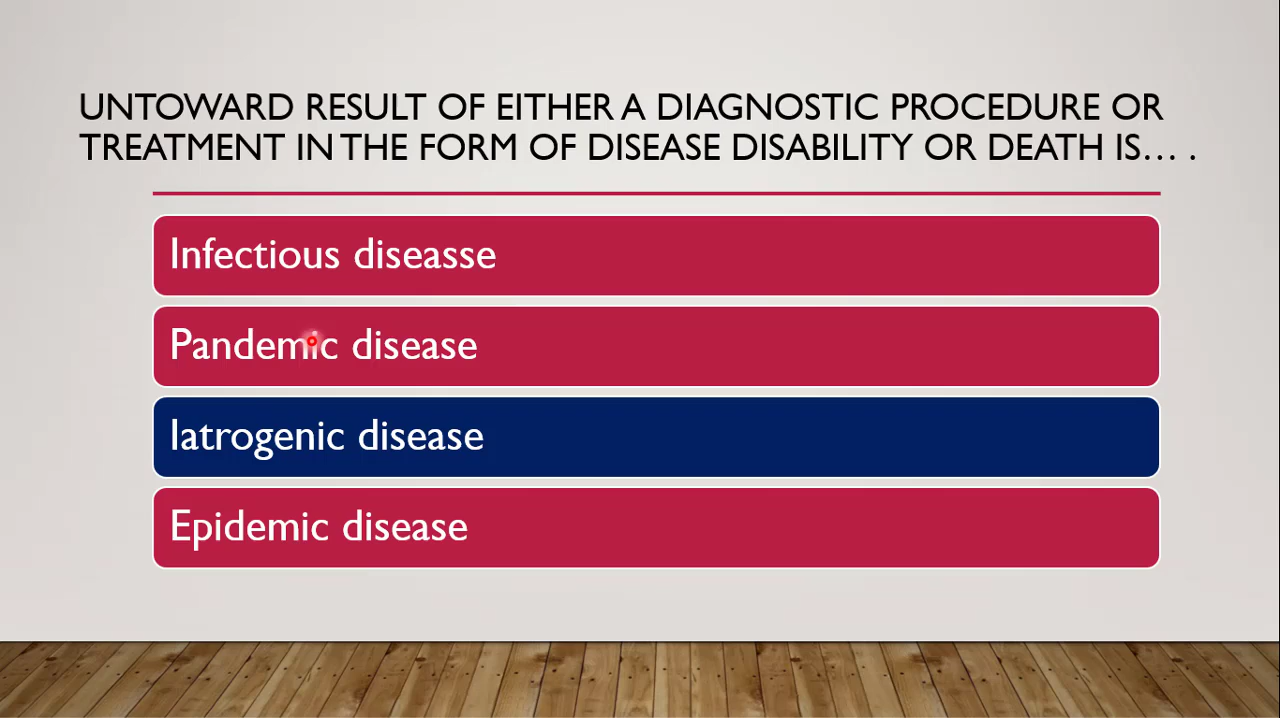 UNTOWARD RESULT OF EITHER A DIAGNOSTIC PROCEDURE OR
TREATMENT IN THE FORM OF DISEASE DISABILITY OR DEATH IS… .
Infectious diseasse
Pandemic disease
Iatrogenic disease
Epidemic disease